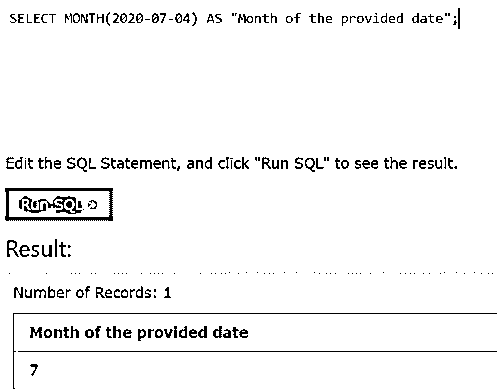 SELECT MONTH(2020-07-04) AS "Month of the provided date";
Edit the SQL Statement, and click "Run SQL" to see the result.
Run SQL
Result:
Number of Records: 1
Month of the provided date
7